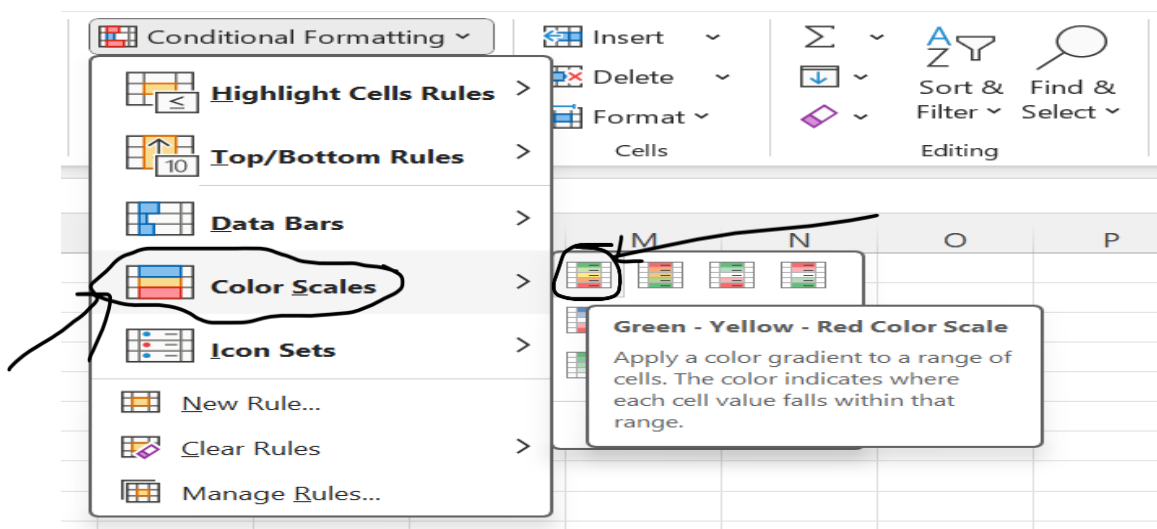 Conditional Formatting
Insert
Delete
Format
Cells
Sort &
Filter
Find &
Select
Editing
Highlight Cells Rules
Top/Bottom Rules
10
Data Bars
Color Scales
Icon Sets
New Rule...
Clear Rules
Manage Rules...
M N O P
Green - Yellow - Red Color Scale
Apply a color gradient to a range of
cells. The color indicates where
each cell value falls within that
range.